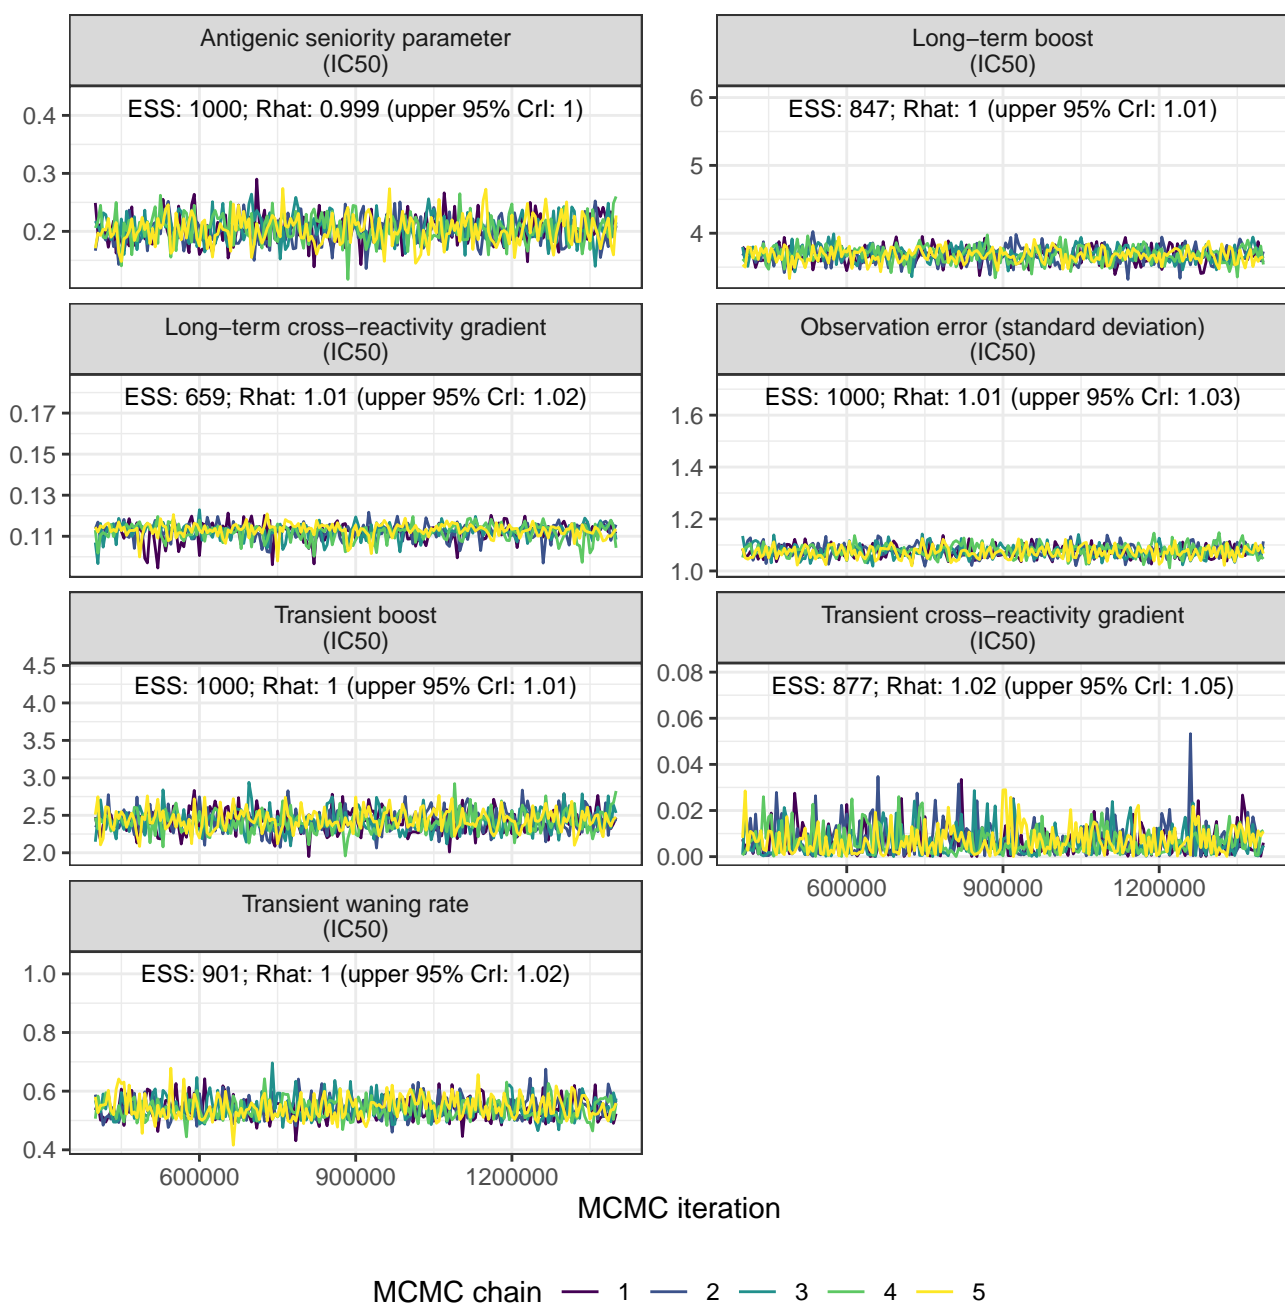 Antigenic seniority parameter
(IC50)
ESS: 1000; Rhat: 0.999 (upper 95% CrI: 1)
0.4
0.3
0.2
Long−term boost
(IC50)
ESS: 847; Rhat: 1 (upper 95% CrI: 1.01)
6
5
4
Long−term cross−reactivity gradient
(IC50)
ESS: 659; Rhat: 1.01 (upper 95% CrI: 1.02)
0.17
0.15
0.13
0.11
Observation error (standard deviation)
(IC50)
ESS: 1000; Rhat: 1.01 (upper 95% CrI: 1.03)
1.6
1.4
1.2
1.0
Transient boost
(IC50)
ESS: 1000; Rhat: 1 (upper 95% CrI: 1.01)
4.5
4.0
3.5
3.0
2.5
2.0
Transient cross−reactivity gradient
(IC50)
ESS: 877; Rhat: 1.02 (upper 95% CrI: 1.05)
0.08
0.06
0.04
0.02
0.00
600000 900000 1200000
Transient waning rate
(IC50)
ESS: 901; Rhat: 1 (upper 95% CrI: 1.02)
1.0
0.8
0.6
0.4
600000 900000 1200000
MCMC iteration
MCMC chain 1 2 3 4 5